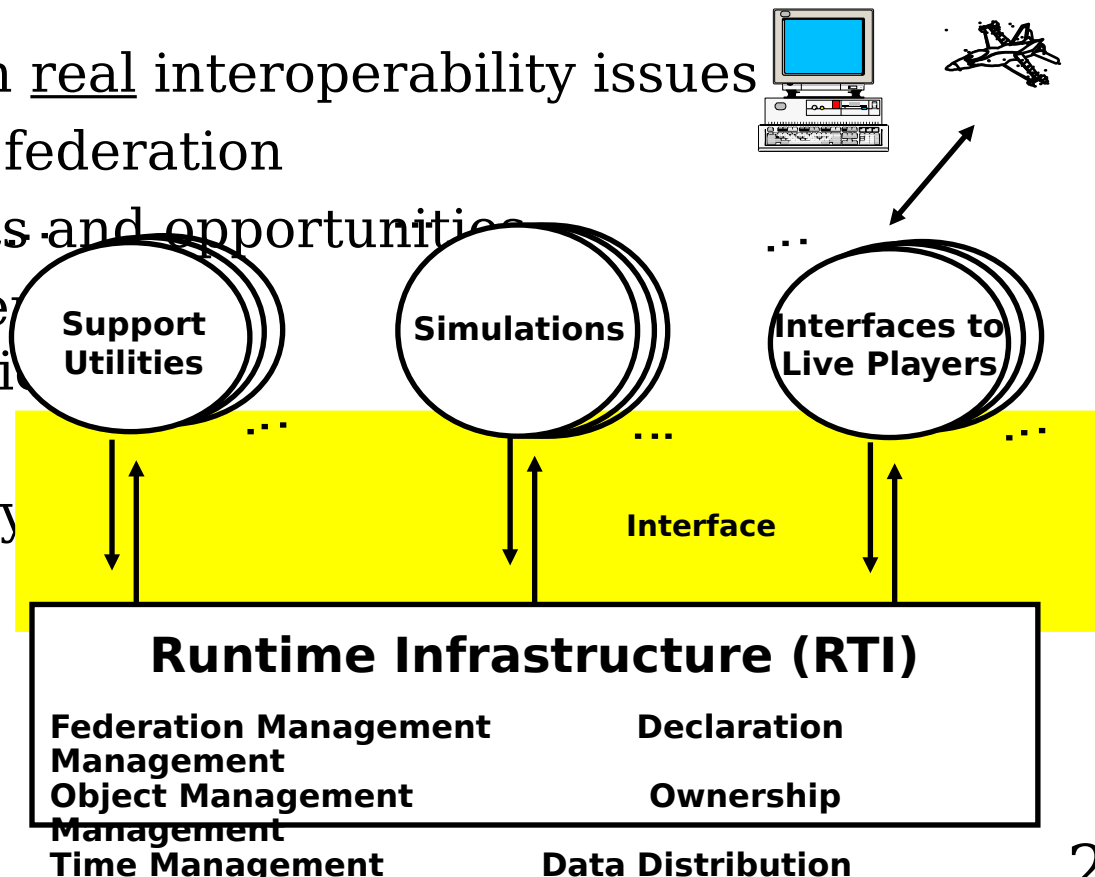 real interoperability issues
federation
and opportunities
Support
Utilities
Simulations
Interfaces to
Live Players
Interface
Runtime Infrastructure (RTI)
Federation Management Declaration
Management
Object Management Ownership
Management
Time Management Data Distribution
2